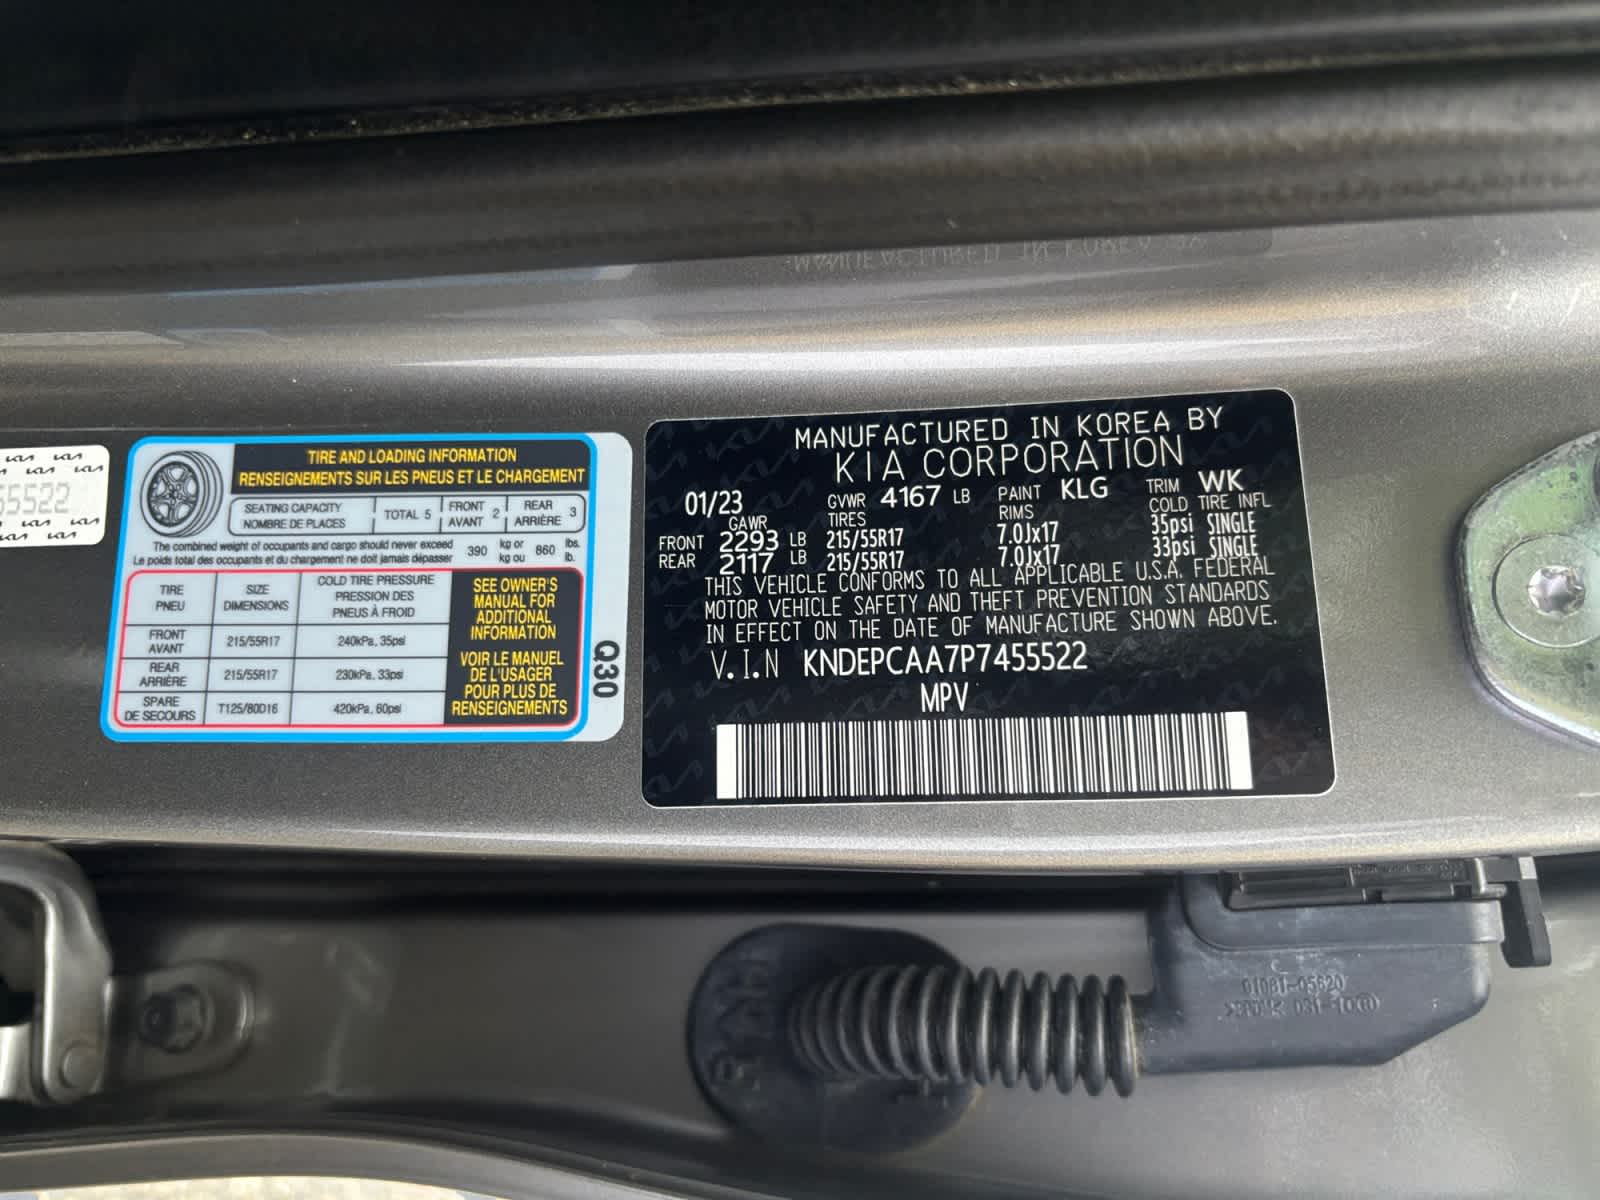 55522
TIRE AND LOADING INFORMATION
RENSEIGNEMENTS SUR LES PNEUS ET LE CHARGEMENT
SEATING CAPACITY
NOMBRE DE PLACES
TOTAL 5
FRONT
AVANT 2
REAR
ARRIÈRE 3
The combined weight of occupants and cargo should never exceed
Le poids total des occupants et du chargement ne doit jamais dépasser
390 kg or
kg ou 860 lbs.
lb.
TIRE
PNEU
SIZE
DIMENSIONS
COLD TIRE PRESSURE
PRESSION DES
PNEUS À FROID
FRONT
AVANT
215/55R17
240kPa, 35psi
REAR
ARRIÈRE
215/55R17
230kPa, 33psi
SPARE
DE SECOURS
T125/80D16
420kPa, 60psi
SEE OWNER'S
MANUAL FOR
ADDITIONAL
INFORMATION
VOIR LE MANUEL
DE L'USAGER
POUR PLUS DE
RENSEIGNEMENTS
Q30
MANUFACTURED IN KOREA BY
KIA CORPORATION
01/23 GVWR 4167 LB PAINT KLG TRIM WK
GAWR TIRES RIMS COLD TIRE INFL
FRONT 2293 LB 215/55R17 7.0Jx17 35psi SINGLE
REAR 2117 LB 215/55R17 7.0Jx17 33psi SINGLE
THIS VEHICLE CONFORMS TO ALL APPLICABLE U.S.A. FEDERAL
MOTOR VEHICLE SAFETY AND THEFT PREVENTION STANDARDS
IN EFFECT ON THE DATE OF MANUFACTURE SHOWN ABOVE.
V.I.N KNDEPCAA7P7455522
MPV